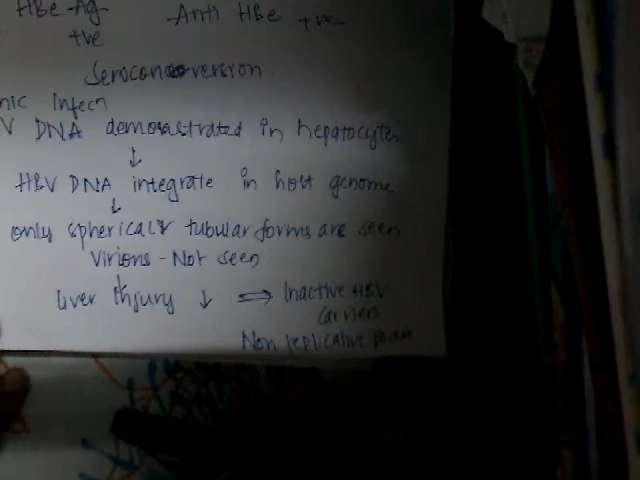 HBe-Ag- -Anti HBe +ve-
+ve
Seroconversion
nic Infecn
V DNA demonstrated in hepatocytes
↓
HBV DNA integrate in host genome
↓
only spherical & tubular forms are seen
Virions - Not seen
↓
Liver Injury ↓ ⇒ Inactive HBV
carriers
Non replicative phase